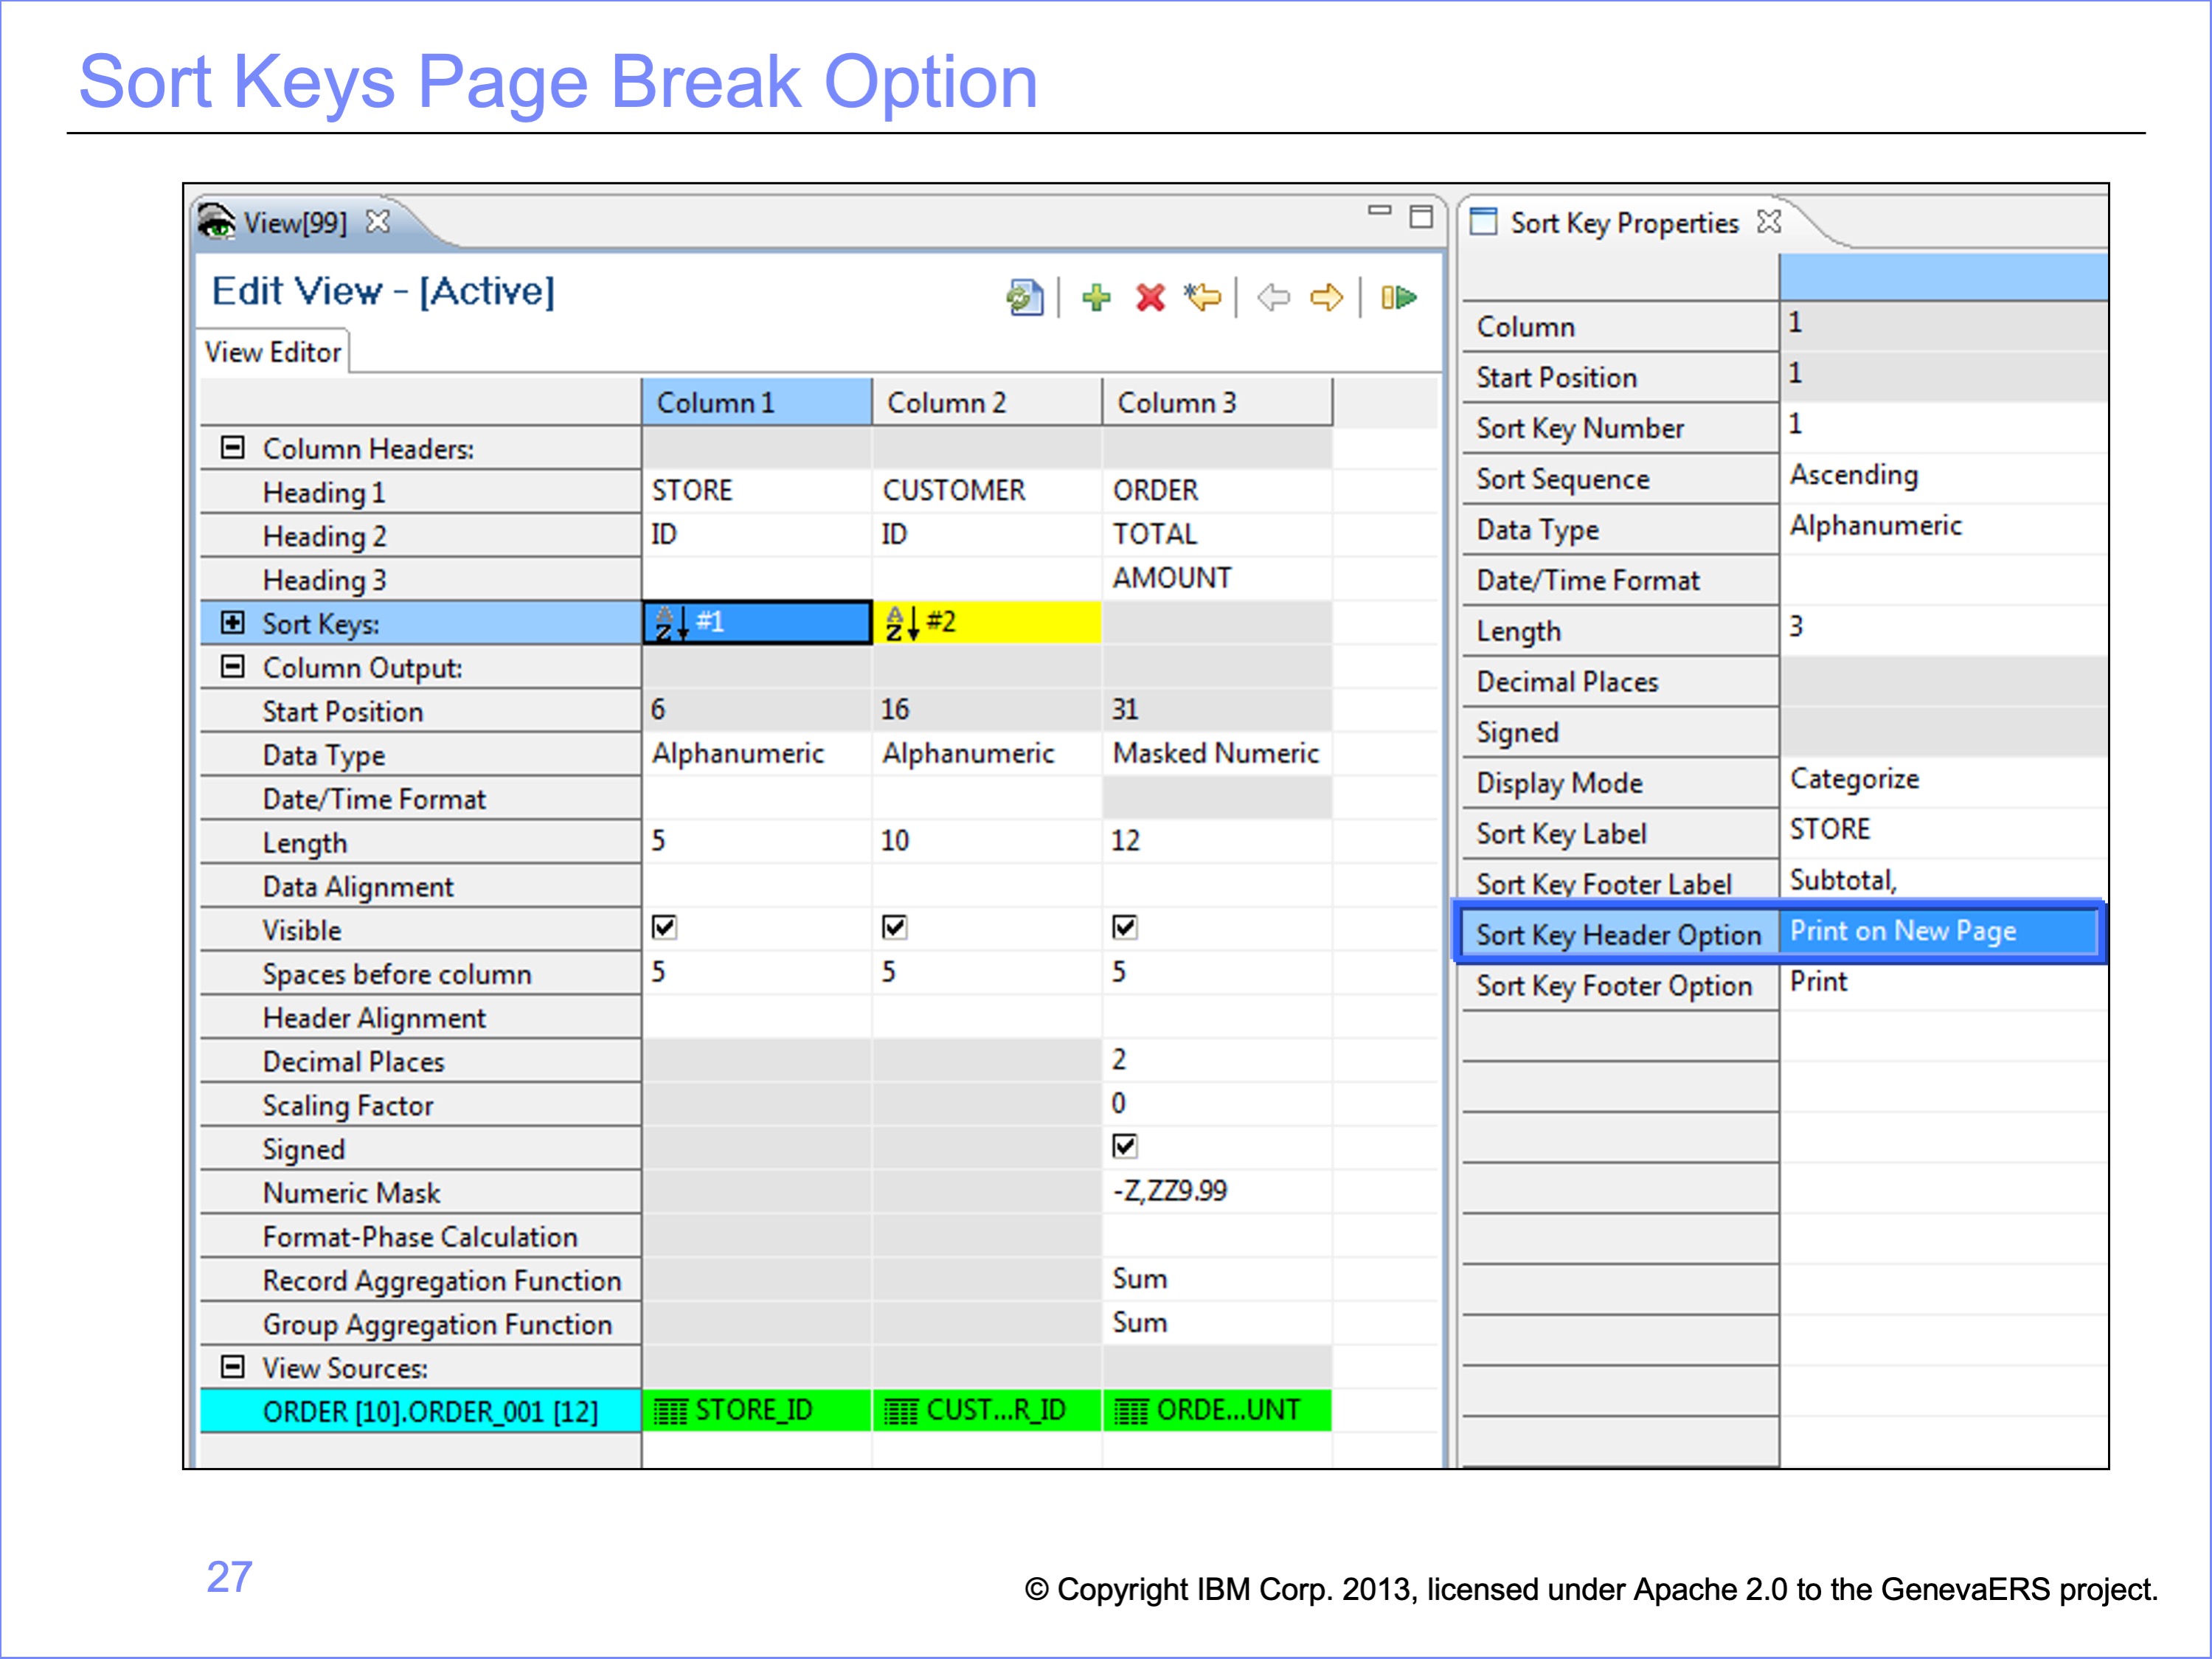 Sort Keys Page Break Option
View[99]
Edit View - [Active]
View Editor
Column 1 Column 2 Column 3
Column Headers:
Heading 1 STORE CUSTOMER ORDER
Heading 2 ID ID TOTAL
Heading 3 AMOUNT
Sort Keys: #1 #2
Column Output:
Start Position 6 16 31
Data Type Alphanumeric Alphanumeric Masked Numeric
Date/Time Format
Length 5 10 12
Data Alignment
Visible
Spaces before column 5 5 5
Header Alignment
Decimal Places 2
Scaling Factor 0
Signed
Numeric Mask -Z,ZZ9.99
Format-Phase Calculation
Record Aggregation Function Sum
Group Aggregation Function Sum
View Sources:
ORDER [10].ORDER_001 [12] STORE_ID CUST...R_ID ORDE...UNT
Sort Key Properties
Column 1
Start Position 1
Sort Key Number 1
Sort Sequence Ascending
Data Type Alphanumeric
Date/Time Format
Length 3
Decimal Places
Signed
Display Mode Categorize
Sort Key Label STORE
Sort Key Footer Label Subtotal,
Sort Key Header Option Print on New Page
Sort Key Footer Option Print
27
© Copyright IBM Corp. 2013, licensed under Apache 2.0 to the GenevaERS project.